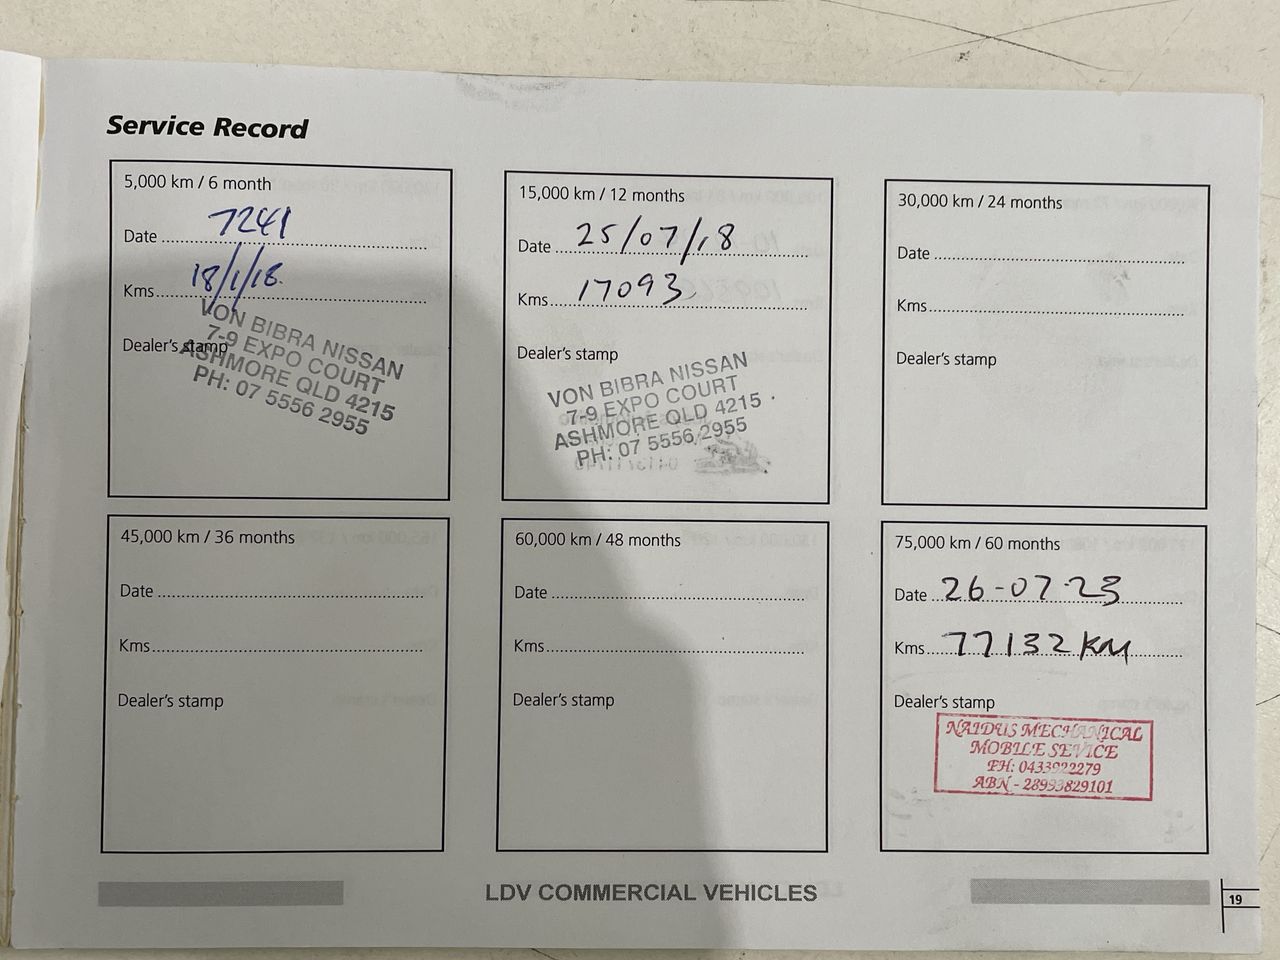 Service Record
5,000 km / 6 month
Date 7241
Kms 18/1/18.
Dealer's stamp
VON BIBRA NISSAN
7-9 EXPO COURT
ASHMORE QLD 4215
PH: 07 5556 2955
15,000 km / 12 months
Date 25/07/18
Kms 17093
Dealer's stamp
VON BIBRA NISSAN
7-9 EXPO COURT
ASHMORE QLD 4215
PH: 07 5556 2955
30,000 km / 24 months
Date
Kms
Dealer's stamp
45,000 km / 36 months
Date
Kms
Dealer's stamp
60,000 km / 48 months
Date
Kms
Dealer's stamp
75,000 km / 60 months
Date 26-07-23
Kms 77132 KM
Dealer's stamp
NAIDUS MECHANICAL
MOBILE SEVICE
PH: 0433922279
ABN - 28993829101
LDV COMMERCIAL VEHICLES
19